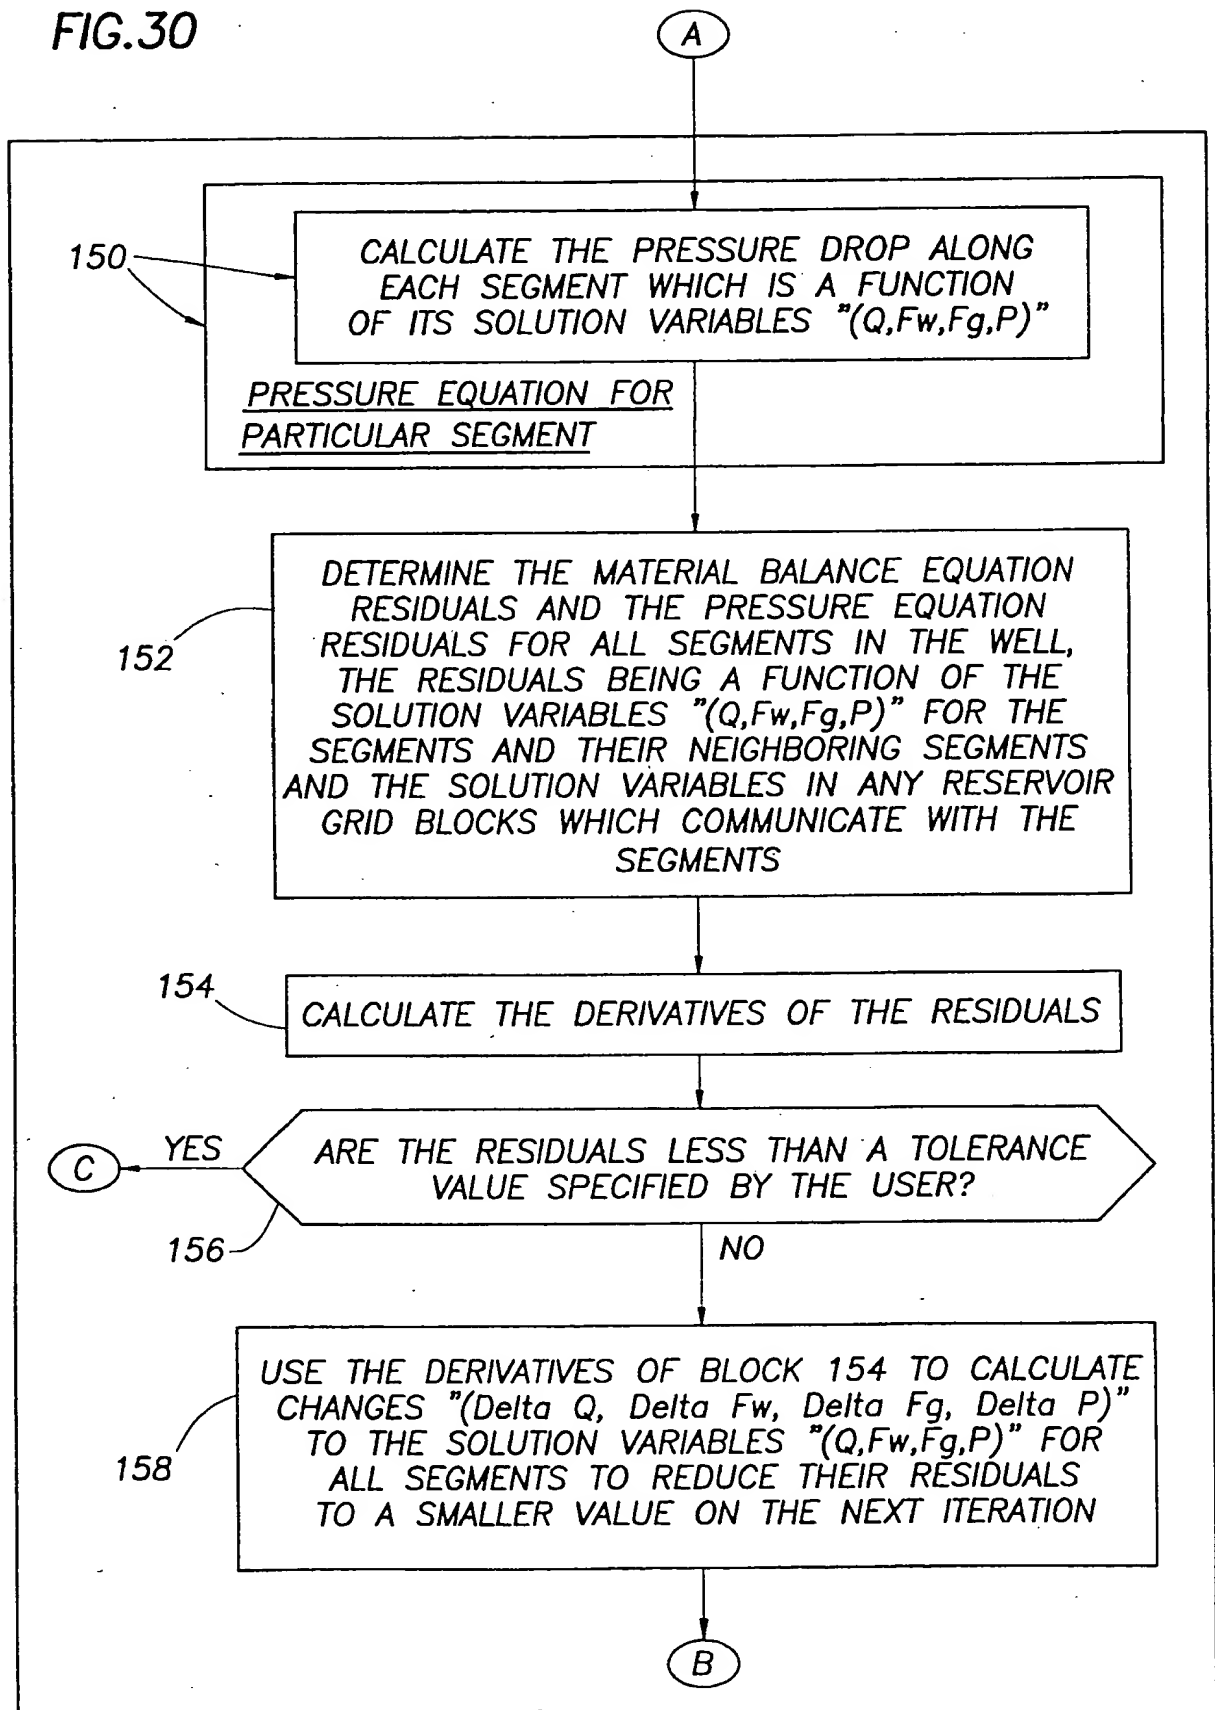 FIG.30
A
150
CALCULATE THE PRESSURE DROP ALONG
EACH SEGMENT WHICH IS A FUNCTION
OF ITS SOLUTION VARIABLES "(Q,Fw,Fg,P)"
PRESSURE EQUATION FOR
PARTICULAR SEGMENT
152
DETERMINE THE MATERIAL BALANCE EQUATION
RESIDUALS AND THE PRESSURE EQUATION
RESIDUALS FOR ALL SEGMENTS IN THE WELL,
THE RESIDUALS BEING A FUNCTION OF THE
SOLUTION VARIABLES "(Q,Fw,Fg,P)" FOR THE
SEGMENTS AND THEIR NEIGHBORING SEGMENTS
AND THE SOLUTION VARIABLES IN ANY RESERVOIR
GRID BLOCKS WHICH COMMUNICATE WITH THE
SEGMENTS
154
CALCULATE THE DERIVATIVES OF THE RESIDUALS
C
YES
ARE THE RESIDUALS LESS THAN A TOLERANCE
VALUE SPECIFIED BY THE USER?
156
NO
158
USE THE DERIVATIVES OF BLOCK 154 TO CALCULATE
CHANGES "(Delta Q, Delta Fw, Delta Fg, Delta P)"
TO THE SOLUTION VARIABLES "(Q,Fw,Fg,P)" FOR
ALL SEGMENTS TO REDUCE THEIR RESIDUALS
TO A SMALLER VALUE ON THE NEXT ITERATION
B